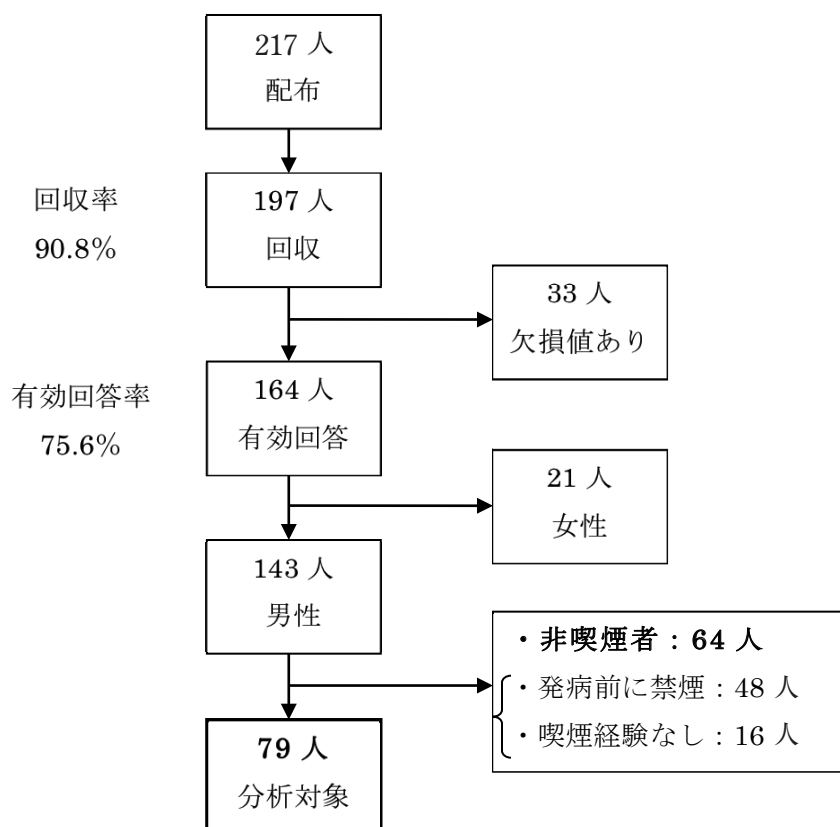 217 人
配布
回収率
90.8%
197 人
回収
33 人
欠損値あり
有効回答率
75.6%
164 人
有効回答
21 人
女性
143 人
男性
・非喫煙者：64 人
・発病前に禁煙：48 人
・喫煙経験なし：16 人
79 人
分析対象